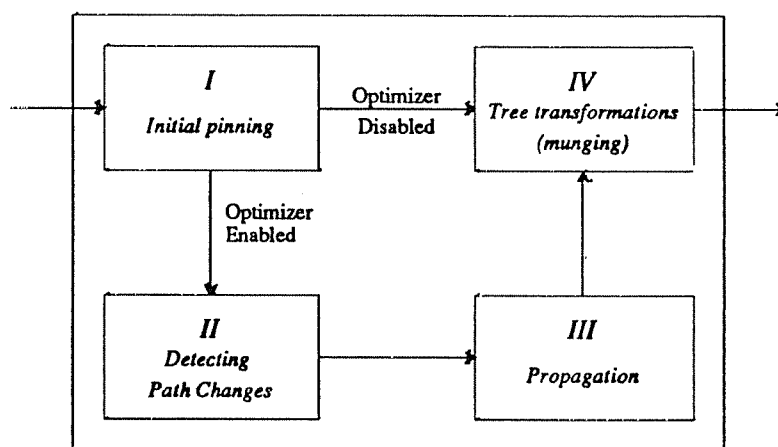 I
Initial pinning
Optimizer
Disabled
IV
Tree transformations
(munging)
Optimizer
Enabled
II
Detecting
Path Changes
III
Propagation